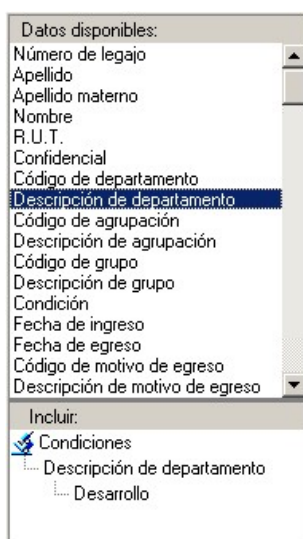 Datos disponibles:
Número de legajo
Apellido
Apellido materno
Nombre
R.U.T.
Confidencial
Código de departamento
Descripción de departamento
Código de agrupación
Descripción de agrupación
Código de grupo
Descripción de grupo
Condición
Fecha de ingreso
Fecha de egreso
Código de motivo de egreso
Descripción de motivo de egreso
Incluir:
Condiciones
Descripción de departamento
Desarrollo